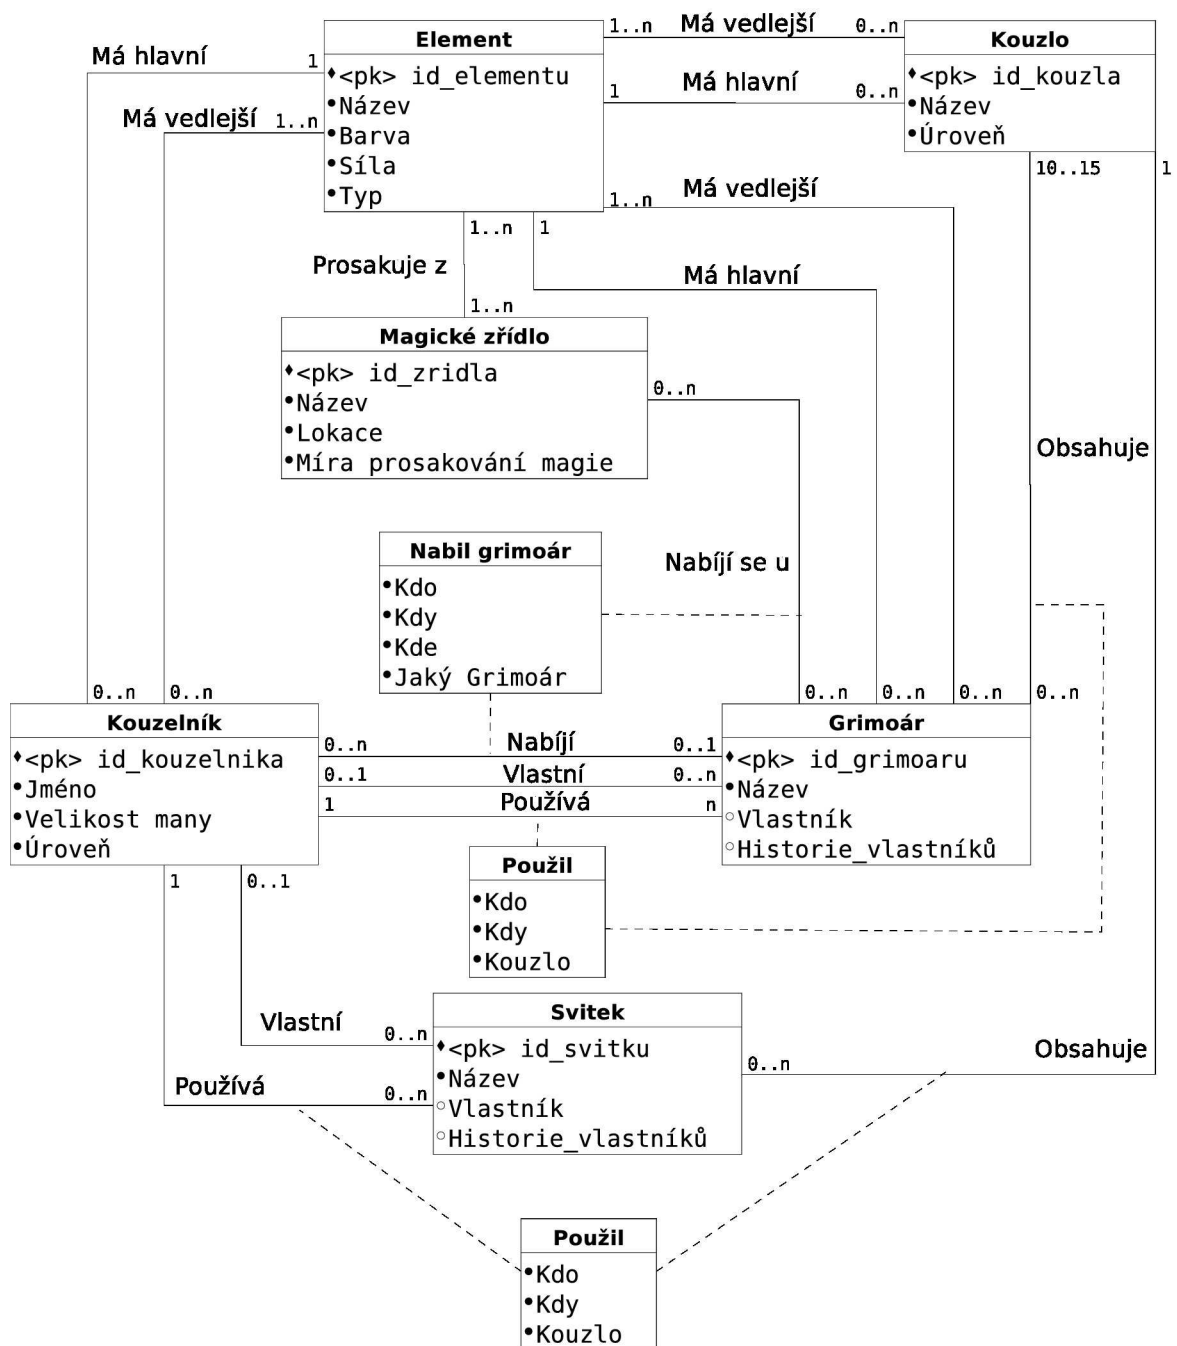 Element
<pk> id_elementu
Název
Barva
Síla
Typ
1..n Má vedlejší 0..n
1 Má hlavní 0..n
Kouzlo
<pk> id_kouzla
Název
Úroveň
Má hlavní 1
Má vedlejší 1..n
10..15 1
1..n Má vedlejší
1..n 1
Prosakuje z
Má hlavní
1..n
Magické zřídlo
<pk> id_zridla
Název
Lokace
Míra prosakování magie
0..n
Obsahuje
Nabíjí se u
Nabil grimoár
Kdo
Kdy
Kde
Jaký Grimoár
0..n 0..n
0..n 0..n 0..n 0..n
Kouzelník
<pk> id_kouzelnika
Jméno
Velikost many
Úroveň
0..n Nabíjí 0..1
0..1 Vlastní 0..n
1 Používá n
Grimoár
<pk> id_grimoaru
Název
Vlastník
Historie_vlastníků
1 0..1
Použil
Kdo
Kdy
Kouzlo
Vlastní 0..n
Používá 0..n
Svitek
<pk> id_svitku
Název
Vlastník
Historie_vlastníků
0..n
Obsahuje
Použil
Kdo
Kdy
Kouzlo